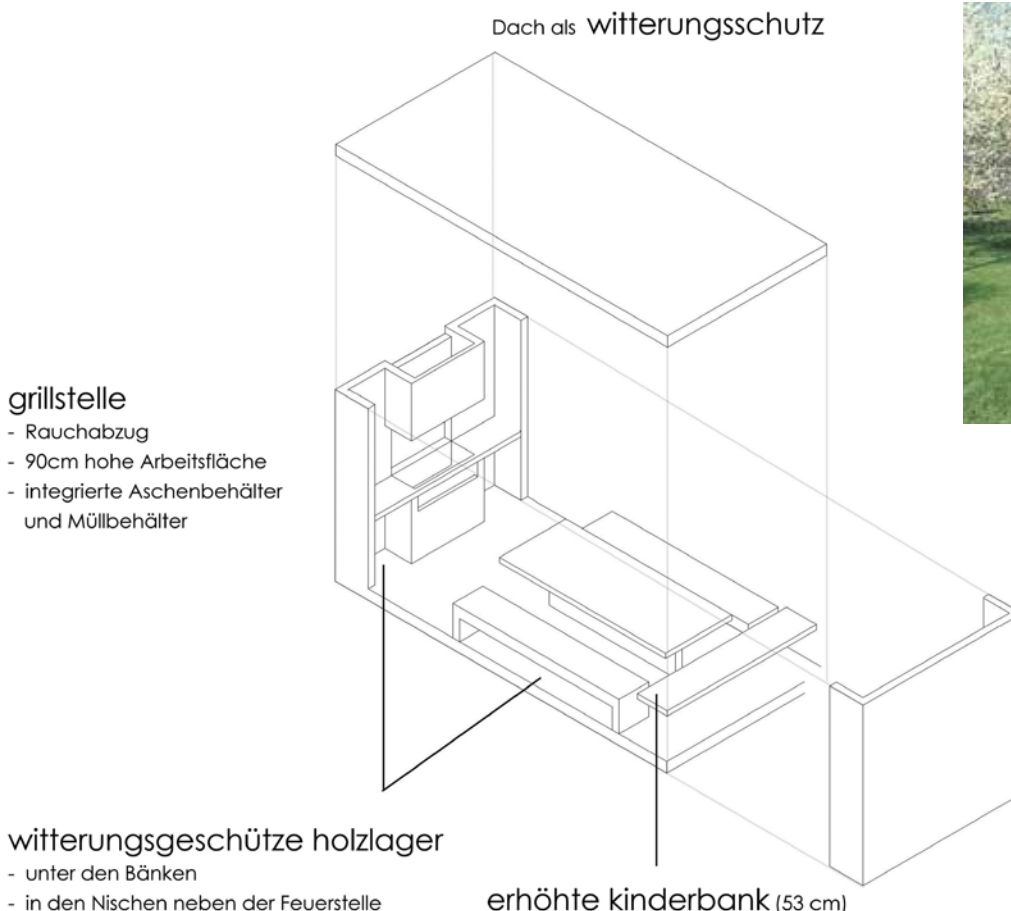 Dach als witterungsschutz
grillstelle
- Rauchabzug
- 90cm hohe Arbeitsfläche
- integrierte Aschenbehälter
und Müllbehälter
witterungsgeschütze holzlager
- unter den Bänken
- in den Nischen neben der Feuerstelle
erhöhte kinderbank (53 cm)